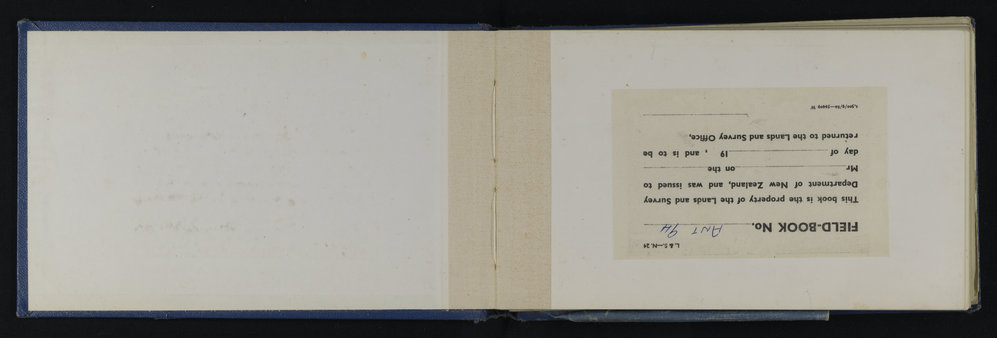 L. & S.—N. 24
FIELD-BOOK No. ANT 94
This book is the property of the Lands and Survey
Department of New Zealand, and was issued to
Mr on the
day of 19 , and is to be
returned to the Lands and Survey Office,